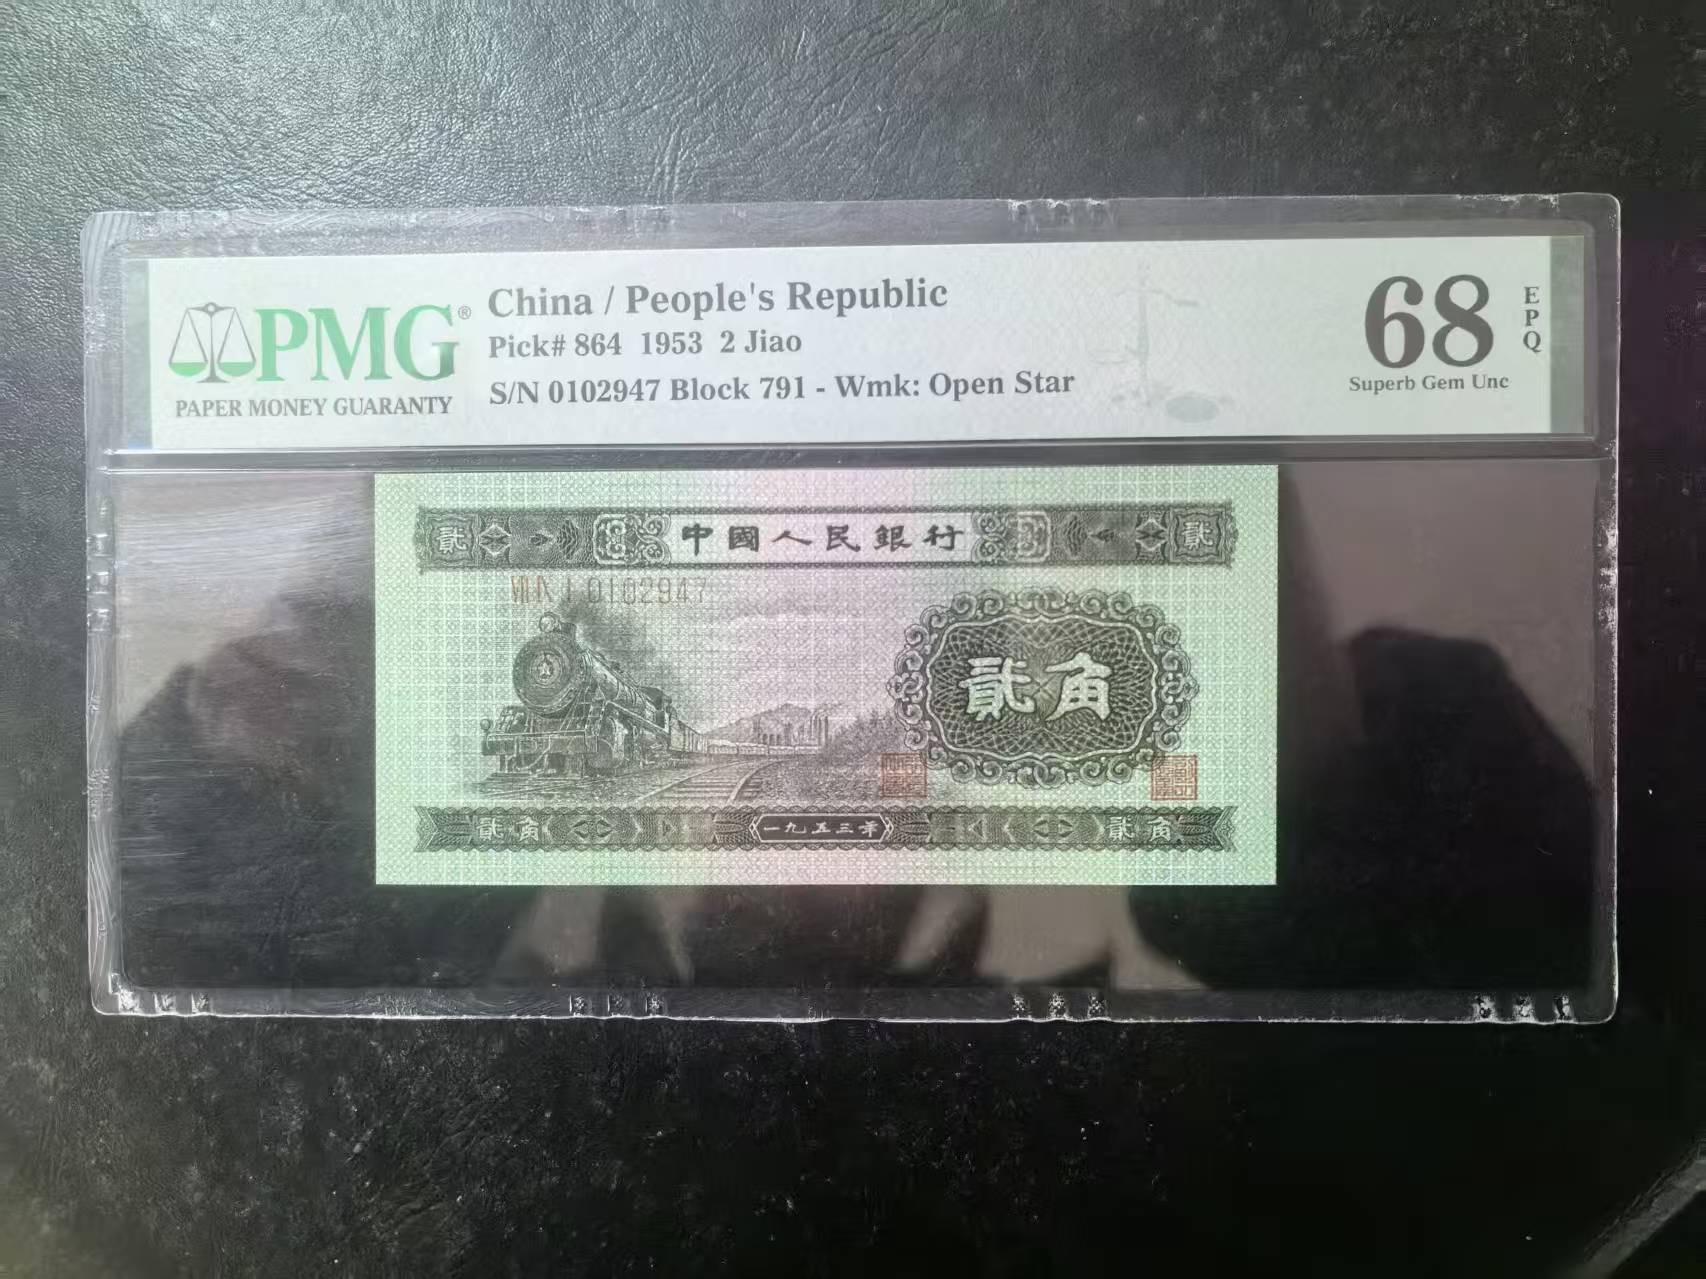 PMG®
PAPER MONEY GUARANTY
China / People's Republic
Pick# 864 1953 2 Jiao
S/N 0102947 Block 791 - Wmk: Open Star
68
EPQ
Superb Gem Unc
貳 中國人民銀行 貳
VII IX I 0102947
貳角
貳角 一九五三年 貳角